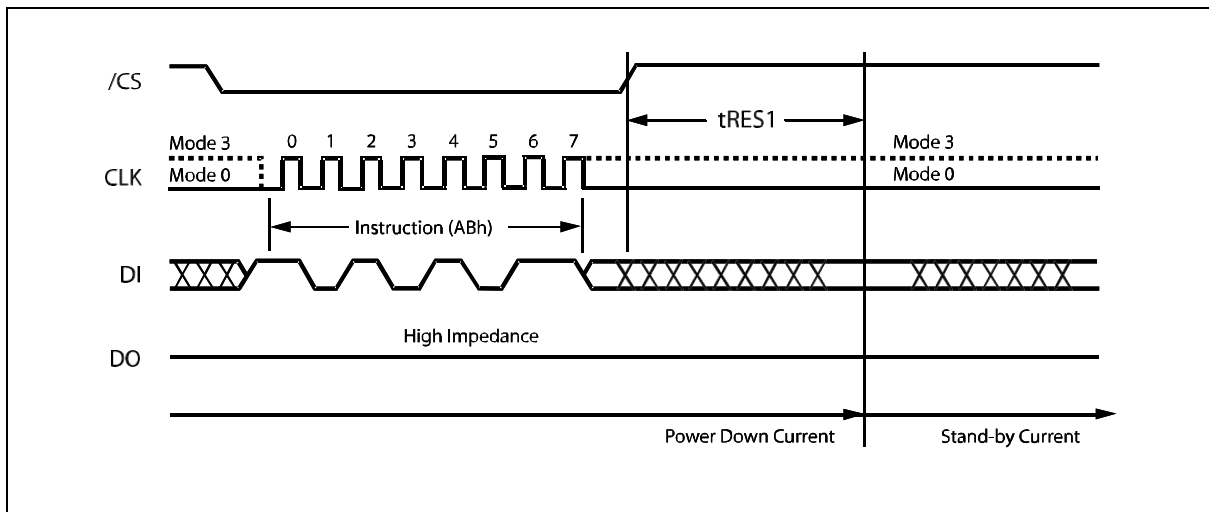 /CS
tRES1
Mode 3
0 1 2 3 4 5 6 7
Mode 3
CLK
Mode 0
Mode 0
Instruction (ABh)
DI
High Impedance
DO
Power Down Current
Stand-by Current